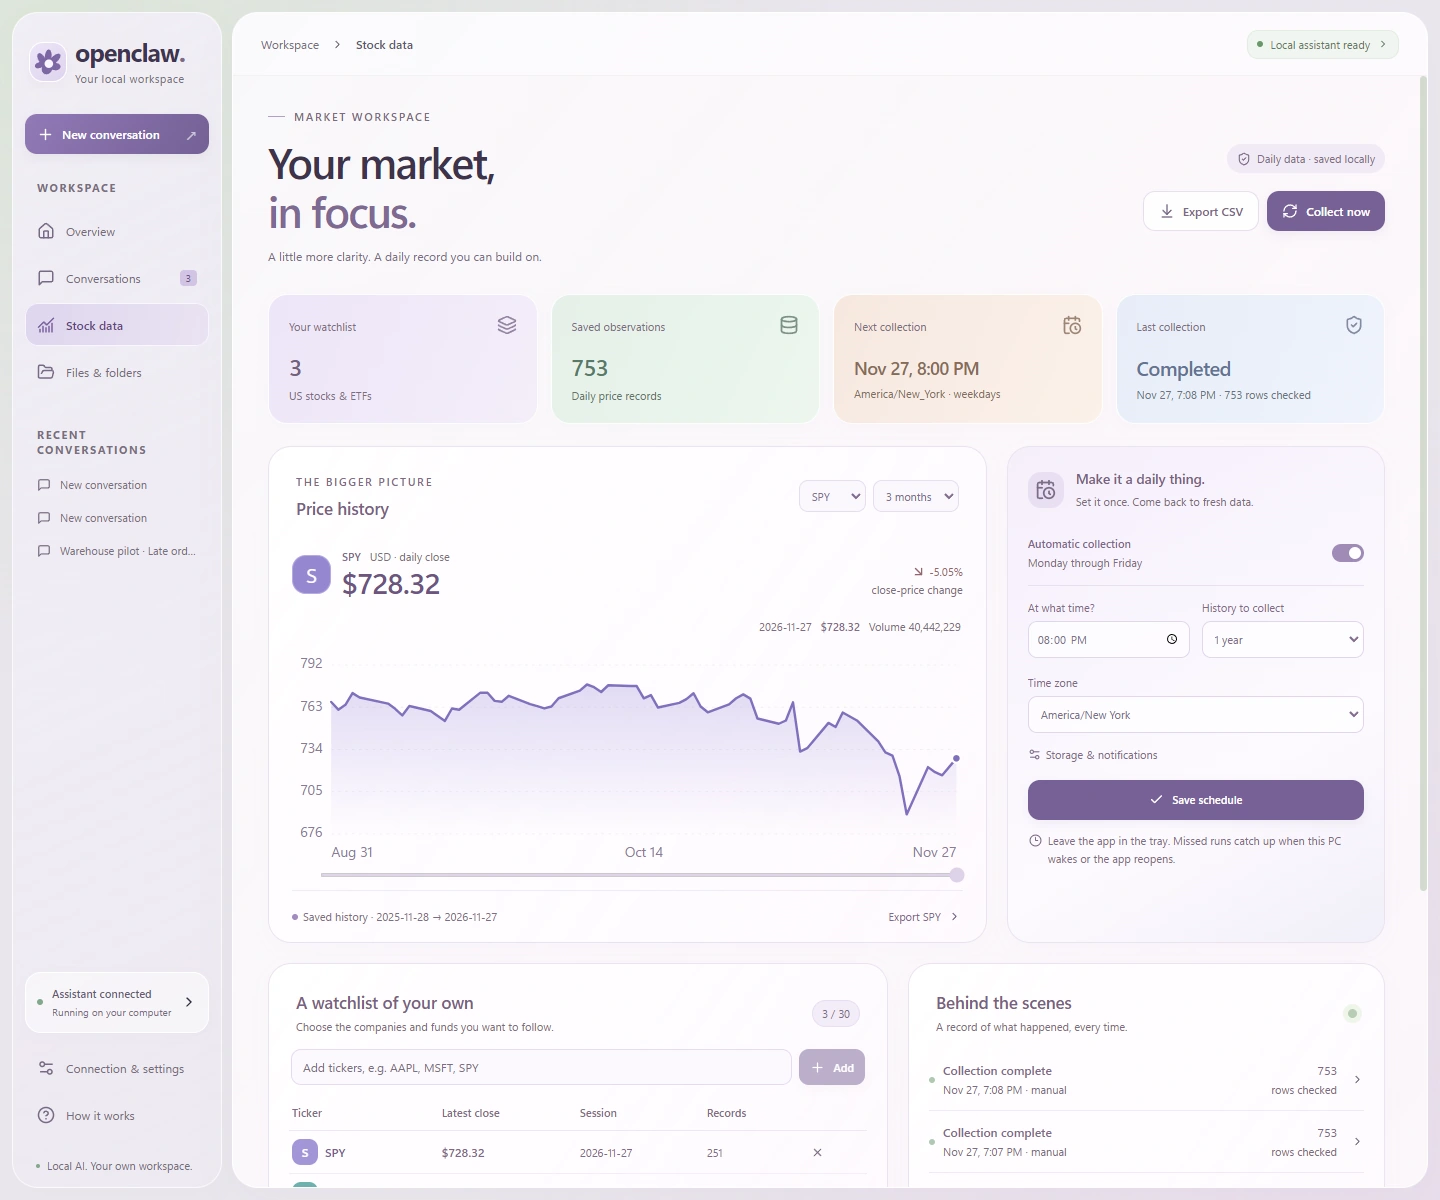 openclaw.
Your local workspace
New conversation
WORKSPACE
Overview
Conversations
3
Stock data
Files & folders
RECENT
CONVERSATIONS
New conversation
New conversation
Warehouse pilot · Late ord...
Assistant connected
Running on your computer
Connection & settings
How it works
Local AI. Your own workspace.
Workspace > Stock data
Local assistant ready
MARKET WORKSPACE
Your market,
in focus.
A little more clarity. A daily record you can build on.
Daily data · saved locally
Export CSV
Collect now
Your watchlist
3
US stocks & ETFs
Saved observations
753
Daily price records
Next collection
Nov 27, 8:00 PM
America/New_York · weekdays
Last collection
Completed
Nov 27, 7:08 PM · 753 rows checked
THE BIGGER PICTURE
Price history
SPY
3 months
S
SPY USD · daily close
$728.32
-5.05%
close-price change
2026-11-27 $728.32 Volume 40,442,229
792
763
734
705
676
Aug 31 Oct 14 Nov 27
Saved history · 2025-11-28 → 2026-11-27
Export SPY
Make it a daily thing.
Set it once. Come back to fresh data.
Automatic collection
Monday through Friday
At what time?
08:00 PM
History to collect
1 year
Time zone
America/New York
Storage & notifications
Save schedule
Leave the app in the tray. Missed runs catch up when this PC
wakes or the app reopens.
A watchlist of your own
Choose the companies and funds you want to follow.
3 / 30
Add tickers, e.g. AAPL, MSFT, SPY
Add
Ticker Latest close Session Records
S SPY $728.32 2026-11-27 251
Behind the scenes
A record of what happened, every time.
Collection complete 753
Nov 27, 7:08 PM · manual rows checked
Collection complete 753
Nov 27, 7:07 PM · manual rows checked